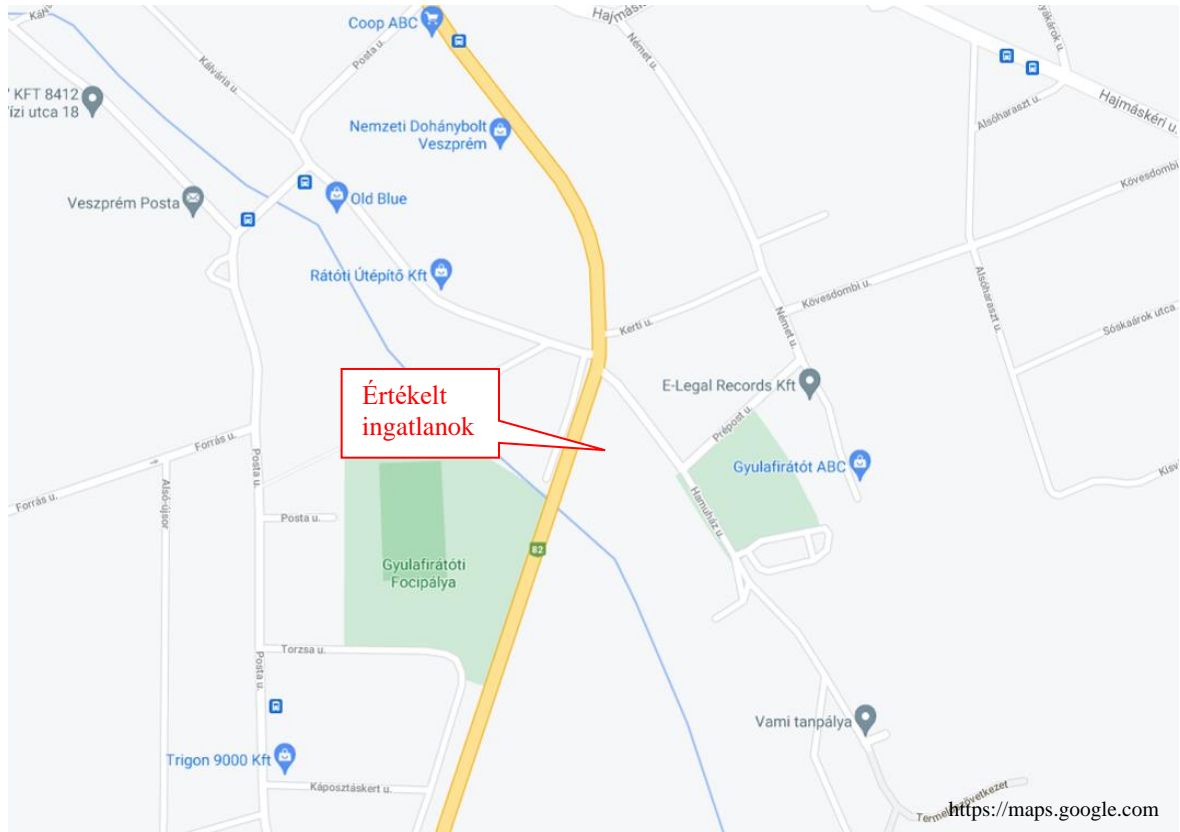 Kálvária u.
Coop ABC
Posta u.
Hajmáskéri u.
Német u.
Kálvária u.
KFT 8412
Vízi utca 18
Nemzeti Dohánybolt
Veszprém
Alsóharaszt u.
Hajmáskéri u.
Kövesdombi
Veszprém Posta
Old Blue
Rátóti Útépítő Kft
Kövesdombi u.
Kerti u.
Német u.
Alsóharaszt u.
Sóskaárok utca
Értékelt
ingatlanok
E-Legal Records Kft
Prépost u.
Forrás u.
Posta u.
Gyulafirátót ABC
Alsó-újsor
Forrás u.
Hamuház u.
Posta u.
82
Gyulafirátóti
Focipálya
Torzsa u.
Posta u.
Vami tanpálya
Trigon 9000 Kft
Káposztáskert u.
https://maps.google.com